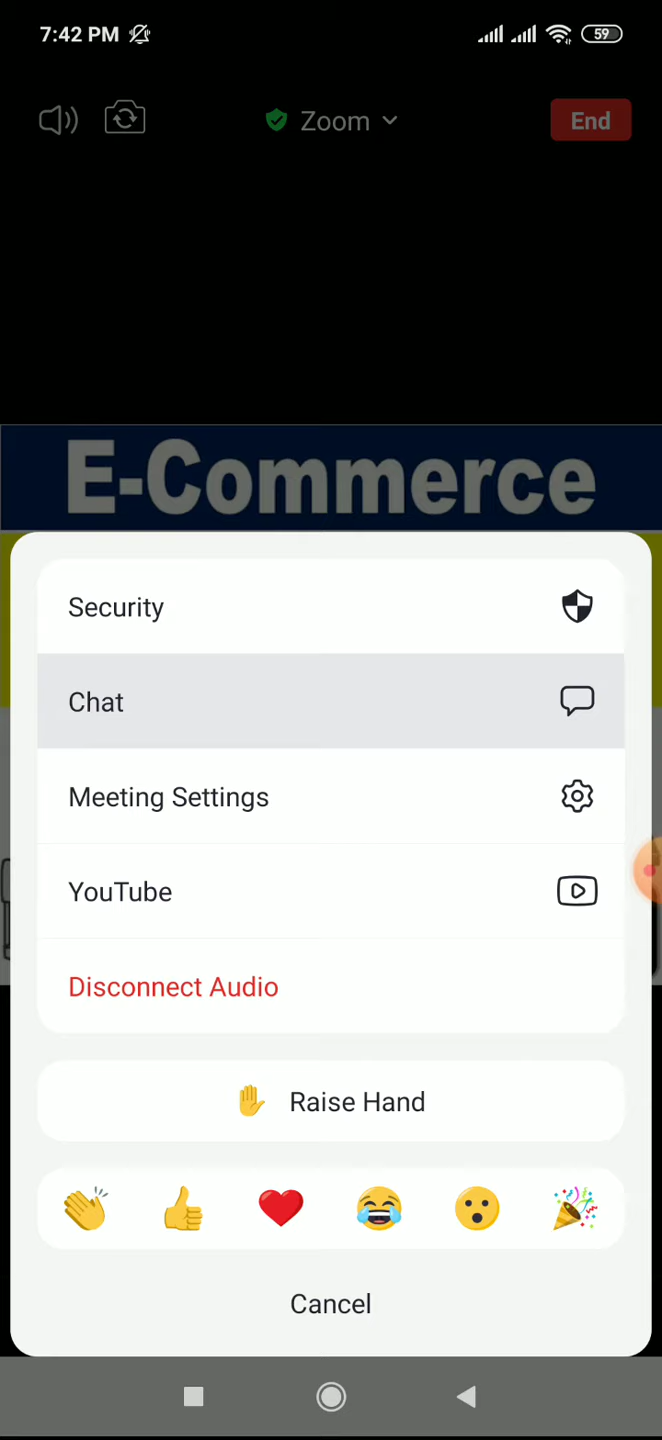 7:42 PM
59
Zoom
End
E-Commerce
Security
Chat
Meeting Settings
YouTube
Disconnect Audio
Raise Hand
Cancel